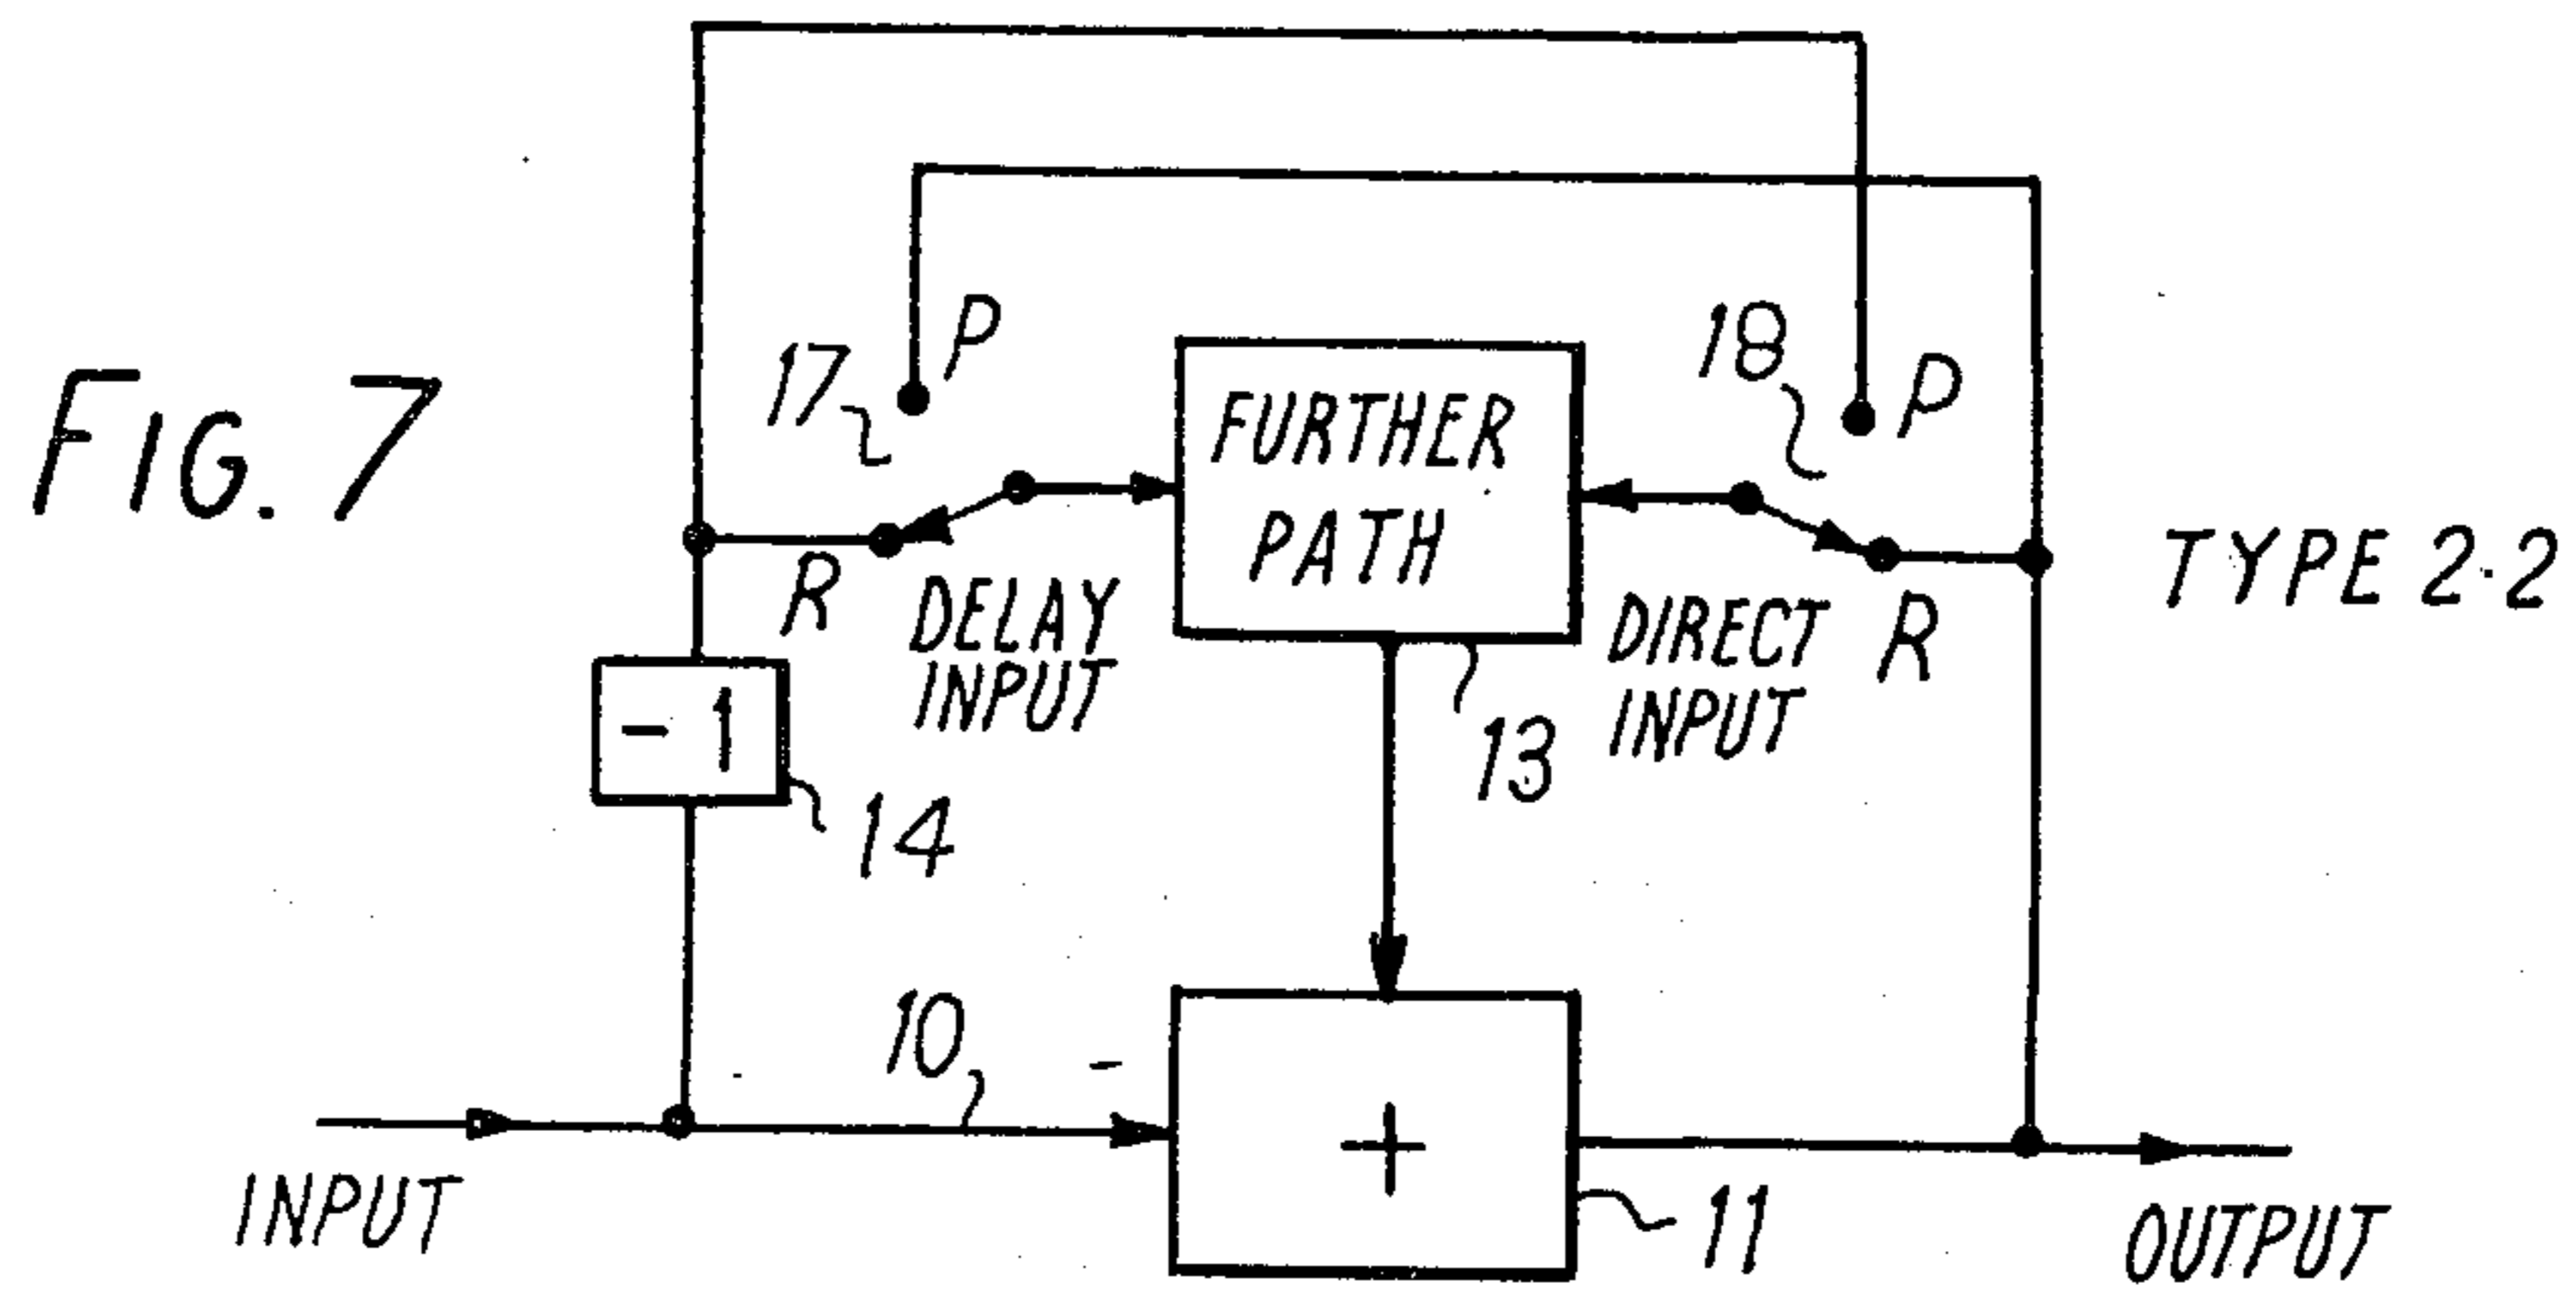 FIG. 7
17
P
18
P
FURTHER
PATH
R
DELAY
INPUT
DIRECT
INPUT
R
TYPE 2·2
13
- 1
14
10
-
+
11
INPUT
OUTPUT